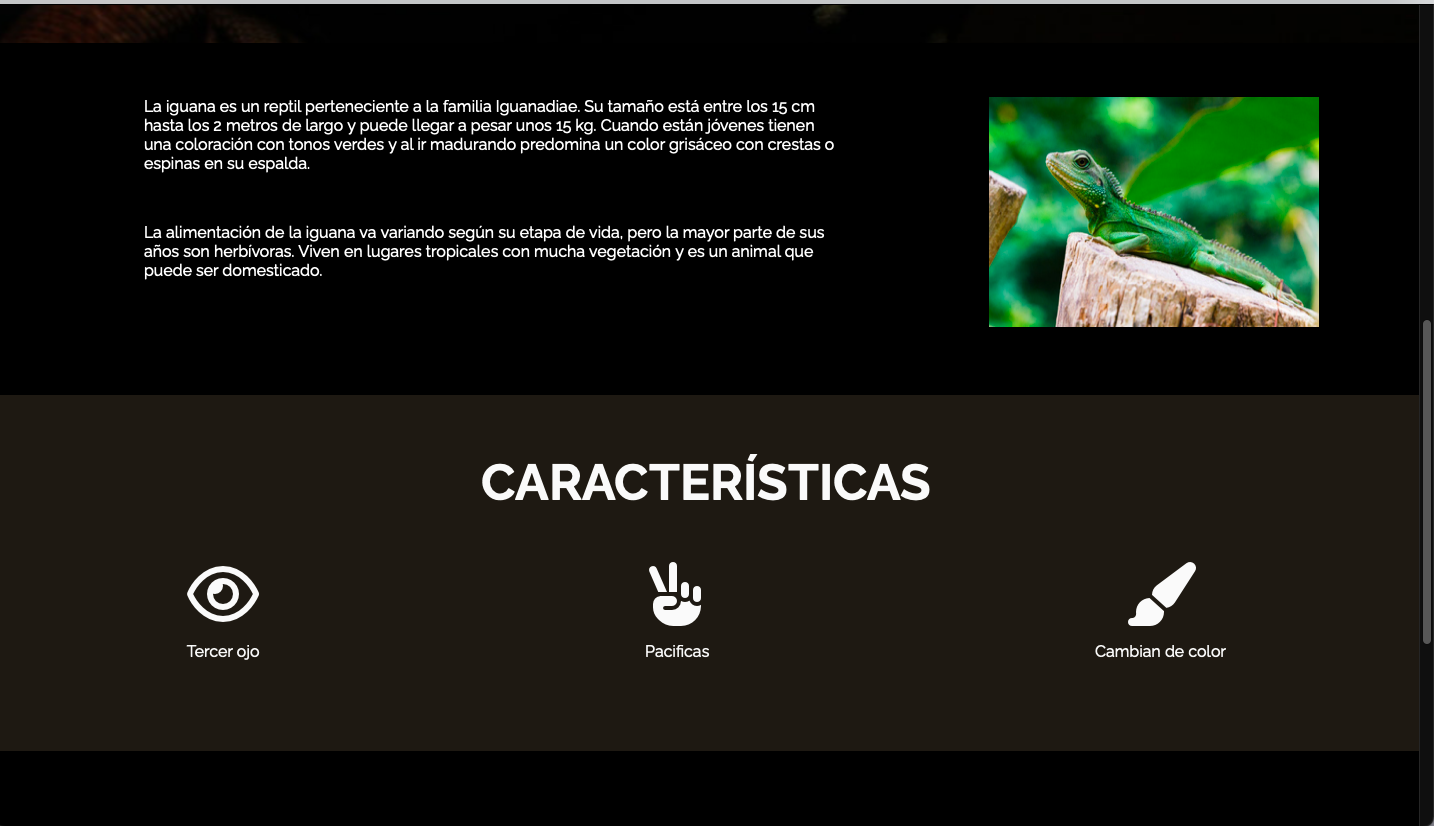 La iguana es un reptil perteneciente a la familia Iguanadiae. Su tamaño está entre los 15 cm
hasta los 2 metros de largo y puede llegar a pesar unos 15 kg. Cuando están jóvenes tienen
una coloración con tonos verdes y al ir madurando predomina un color grisáceo con crestas o
espinas en su espalda.
La alimentación de la iguana va variando según su etapa de vida, pero la mayor parte de sus
años son herbívoras. Viven en lugares tropicales con mucha vegetación y es un animal que
puede ser domesticado.
CARACTERÍSTICAS
Tercer ojo
Pacificas
Cambian de color